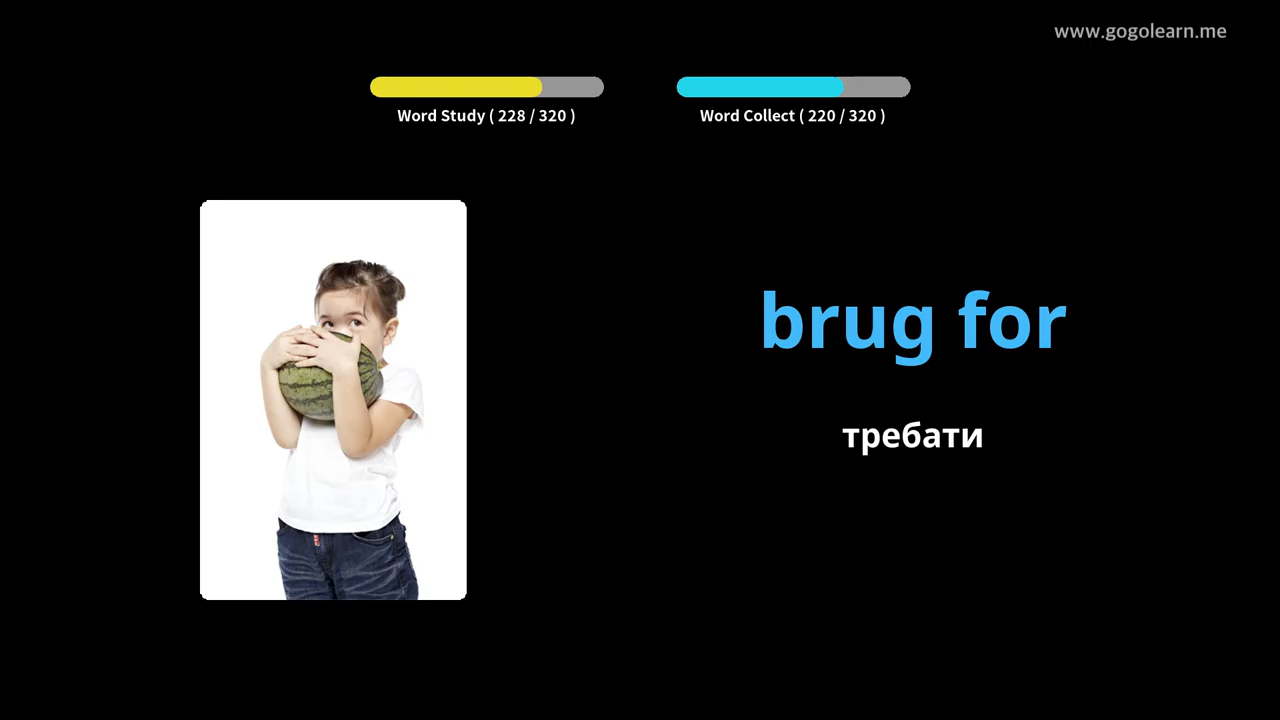 www.gogolearn.me
Word Study ( 228 / 320 )
Word Collect ( 220 / 320 )
brug for
требати